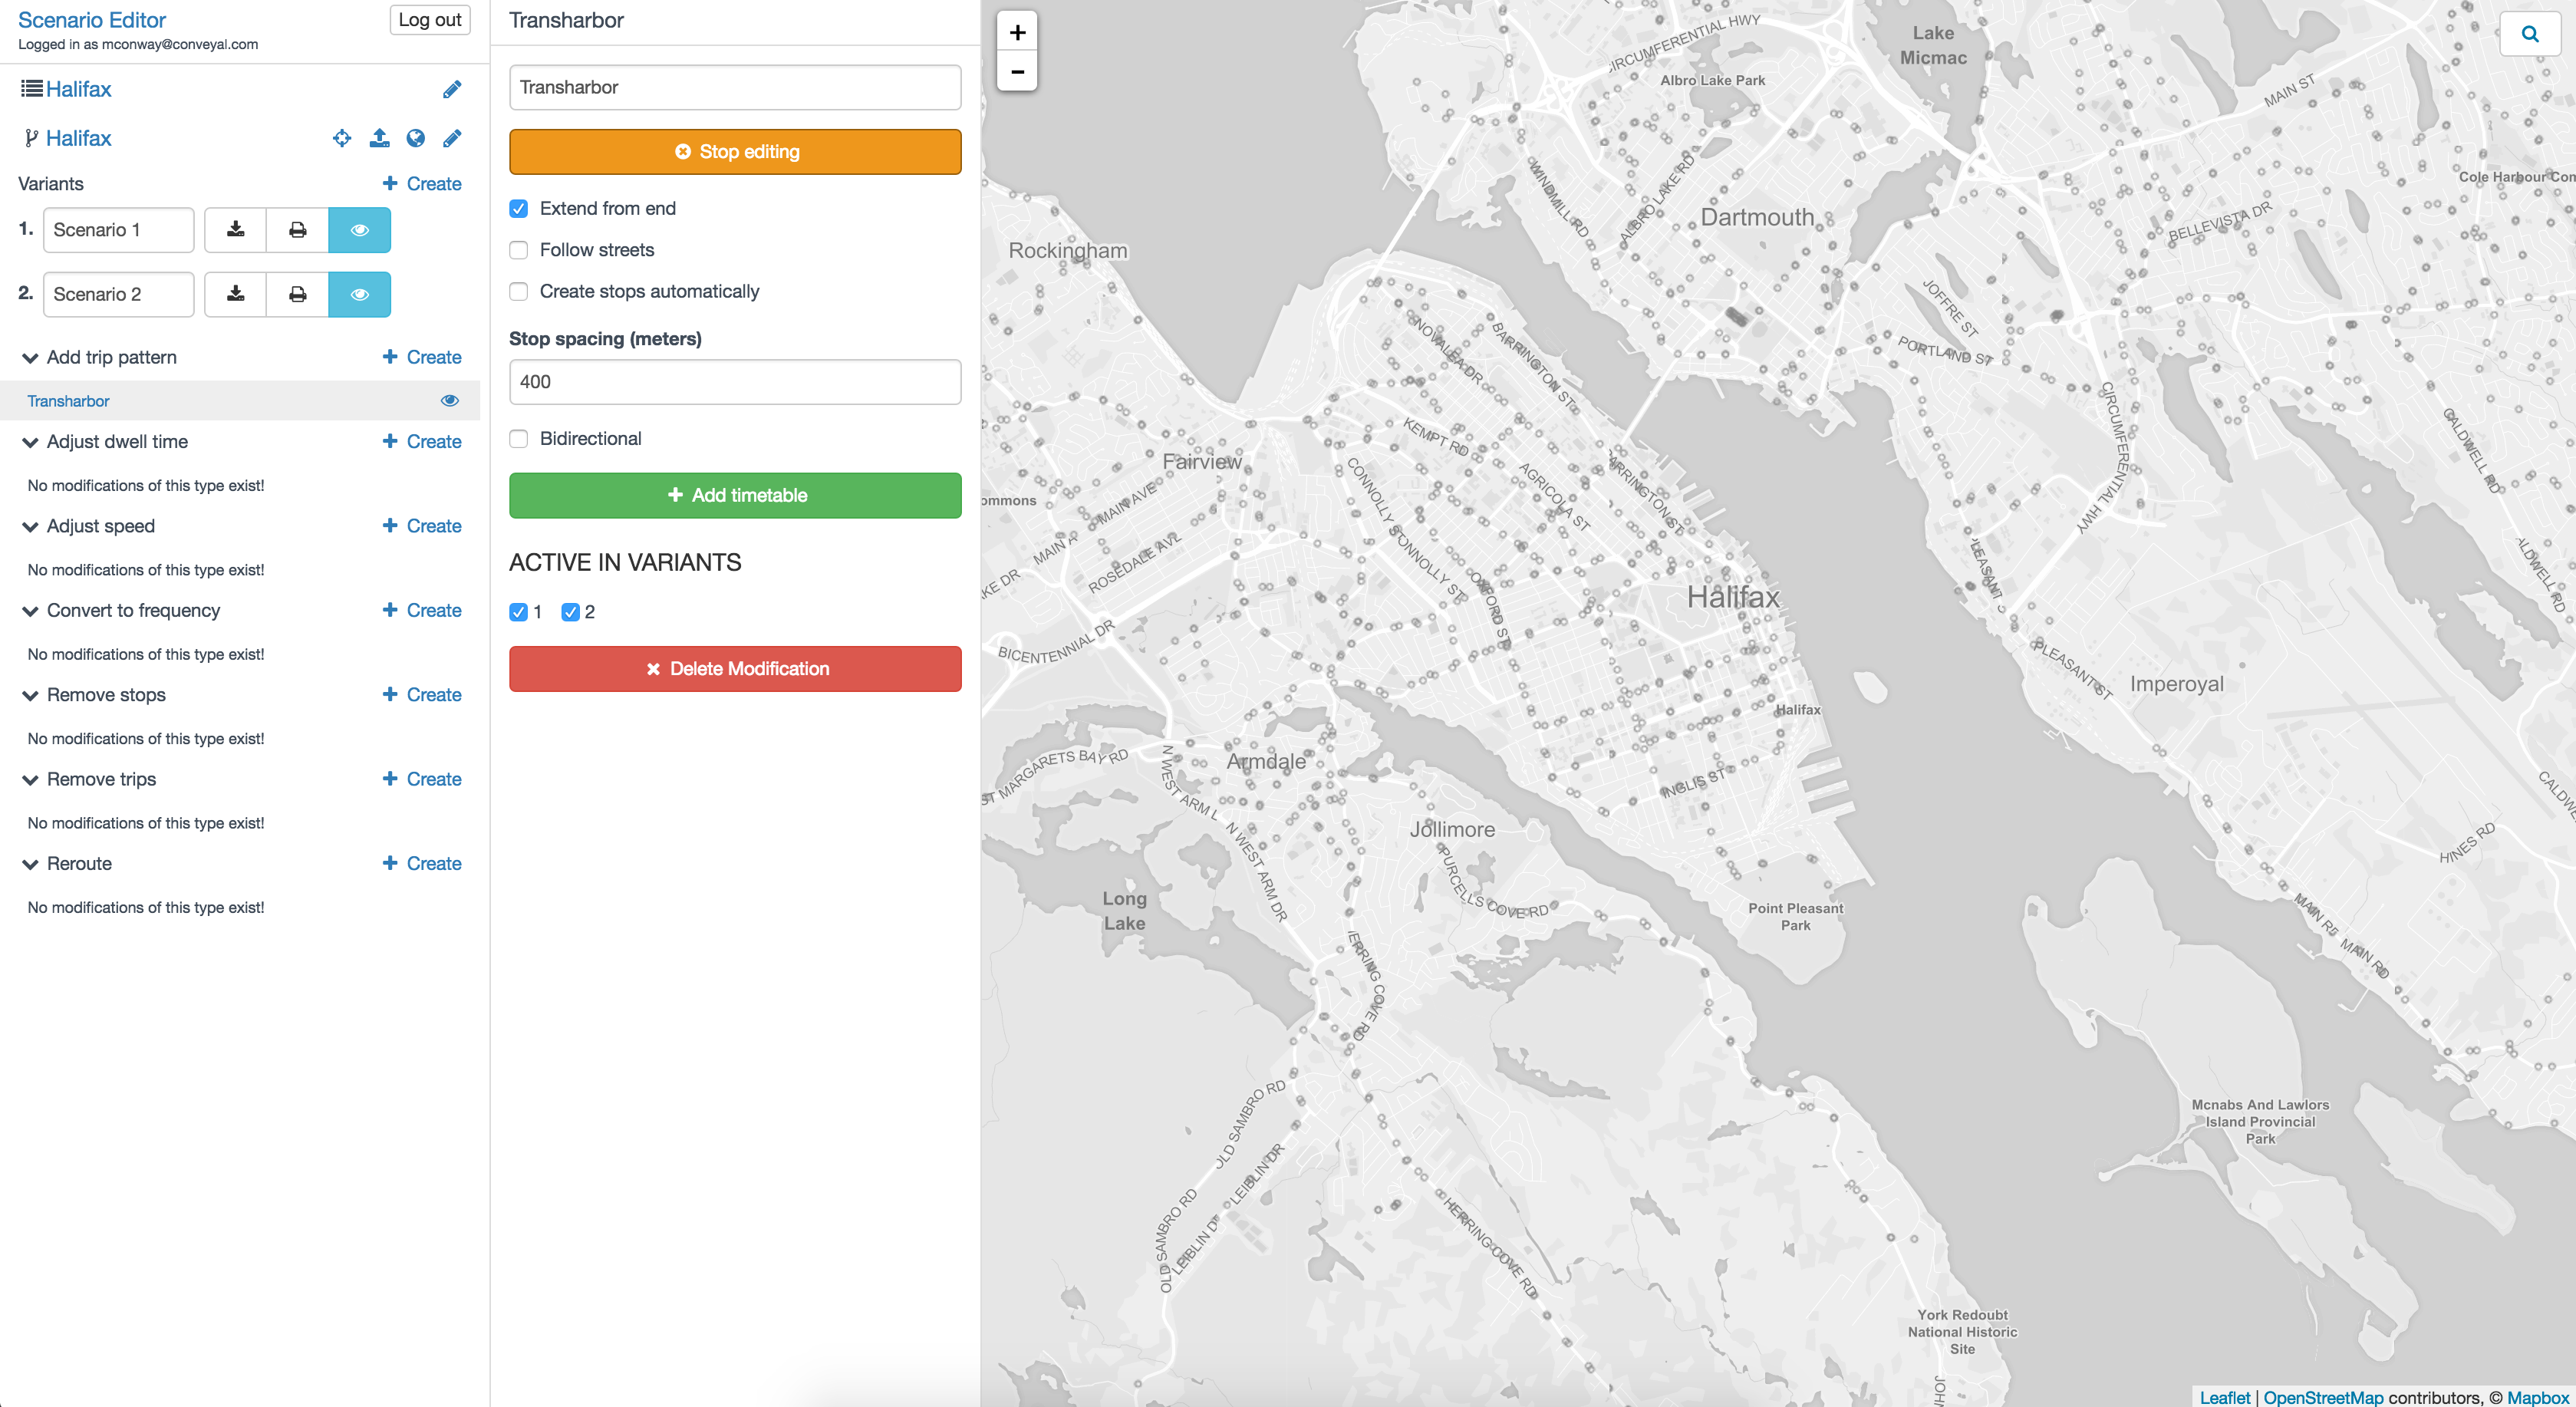 Scenario Editor
Log out
Logged in as mconway@conveyal.com
Halifax
Halifax
Variants
Create
1. Scenario 1
2. Scenario 2
Add trip pattern
Create
Transharbor
Adjust dwell time
Create
No modifications of this type exist!
Adjust speed
Create
No modifications of this type exist!
Convert to frequency
Create
No modifications of this type exist!
Remove stops
Create
No modifications of this type exist!
Remove trips
Create
No modifications of this type exist!
Reroute
Create
No modifications of this type exist!
Transharbor
Transharbor
Stop editing
Extend from end
Follow streets
Create stops automatically
Stop spacing (meters)
400
Bidirectional
Add timetable
ACTIVE IN VARIANTS
1 2
Delete Modification
+
−
CIRCUMFERENTIAL HWY
Lake
Micmac
Albro Lake Park
MAIN ST
WINDMILL RD
ALBRO LAKE RD
Dartmouth
BELLEVISTA DR
Cole Harbour Com
Rockingham
JOFFRE ST
PORTLAND ST
NOVALEA DR
BARRINGTON ST
KEMPT RD
CIRCUMFERENTIAL HWY
CALDWELL RD
Fairview
ommons
MAIN AVE
MAIN A
ROSEDALE AVE
CONNOLLY ST
CONNOLLY ST
AGRICOLA ST
BARRINGTON ST
OXFORD ST
KE DR
BICENTENNIAL DR
Halifax
PLEASANT S
ALDWELL RD
PLEASANT ST
Imperoyal
Halifax
ST MARGARETS BAY RD
N WEST ARM L
Armdale
INGLIS ST
CALDWE
Jollimore
N WEST ARM DR
PURCELLS COVE RD
HINES RD
Long
Lake
Point Pleasant
Park
MAIN RD
MAIN RD
HERRING COVE RD
OLD SAMBRO RD
LEIBLIN DR
Mcnabs And Lawlors
Island Provincial
Park
OLD SAMBRO RD
LEIBLIN D
HERRING COVE RD
York Redoubt
National Historic
Site
JOHN
Leaflet | OpenStreetMap contributors, © Mapbox